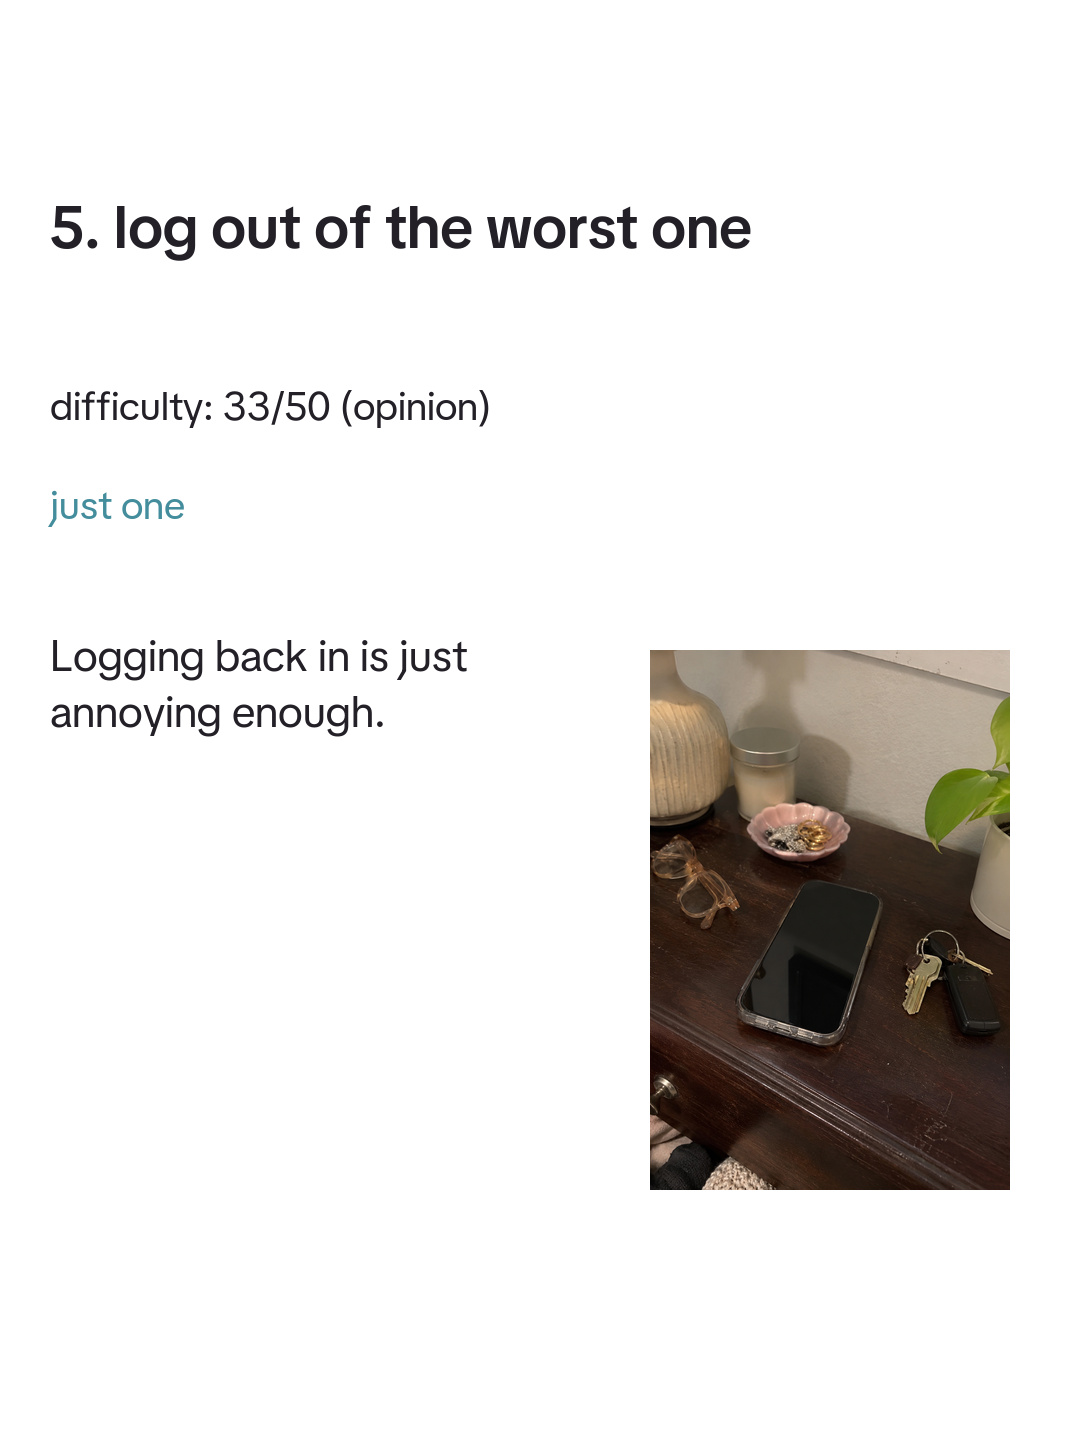 5. log out of the worst one
difficulty: 33/50 (opinion)
just one
Logging back in is just
annoying enough.